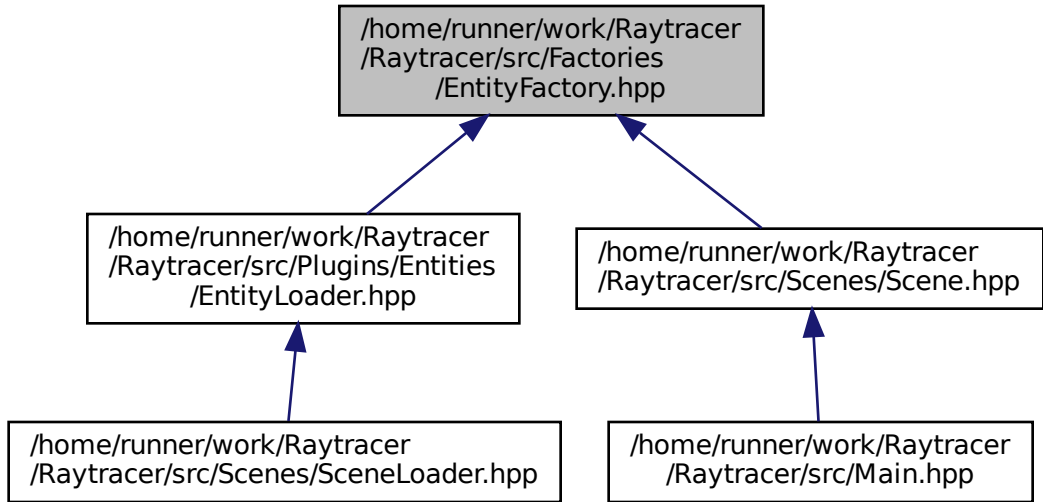 /home/runner/work/Raytracer
/Raytracer/src/Factories
/EntityFactory.hpp
/home/runner/work/Raytracer
/Raytracer/src/Plugins/Entities
/EntityLoader.hpp
/home/runner/work/Raytracer
/Raytracer/src/Scenes/Scene.hpp
/home/runner/work/Raytracer
/Raytracer/src/Scenes/SceneLoader.hpp
/home/runner/work/Raytracer
/Raytracer/src/Main.hpp